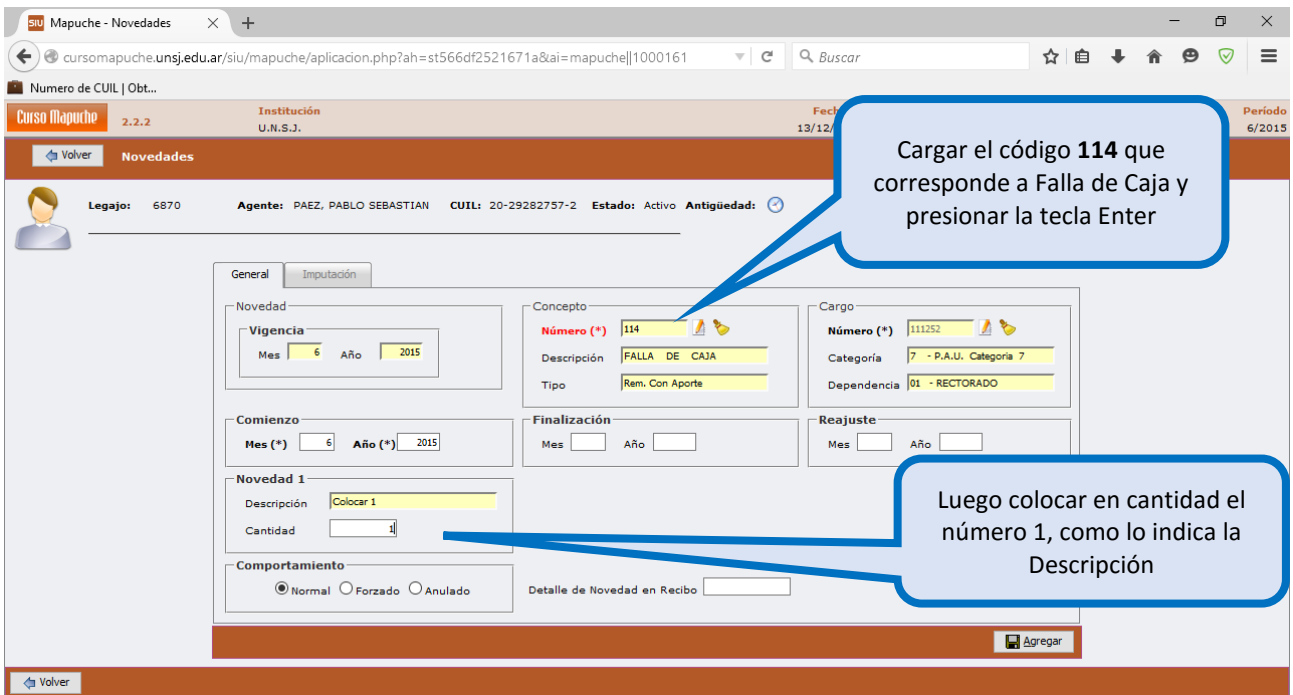 SIU Mapuche - Novedades
cursomapuche.unsj.edu.ar/siu/mapuche/aplicacion.php?ah=st566df2521671a&ai=mapuche||1000161
Buscar
Numero de CUIL | Obt...
Curso Mapuche 2.2.2
Institución
U.N.S.J.
Fech
13/12/
Período
6/2015
Volver
Novedades
Legajo: 6870 Agente: PAEZ, PABLO SEBASTIAN CUIL: 20-29282757-2 Estado: Activo Antigüedad:
Cargar el código 114 que
corresponde a Falla de Caja y
presionar la tecla Enter
General Imputación
Novedad
Vigencia
Mes 6 Año 2015
Concepto
Número (*) 114
Descripción FALLA DE CAJA
Tipo Rem. Con Aporte
Cargo
Número (*) 111252
Categoría 7 - P.A.U. Categoria 7
Dependencia 01 - RECTORADO
Comienzo
Mes (*) 6 Año (*) 2015
Finalización
Mes Año
Reajuste
Mes Año
Novedad 1
Descripción Colocar 1
Cantidad 1
Luego colocar en cantidad el
número 1, como lo indica la
Descripción
Comportamiento
Normal Forzado Anulado
Detalle de Novedad en Recibo
Agregar
Volver